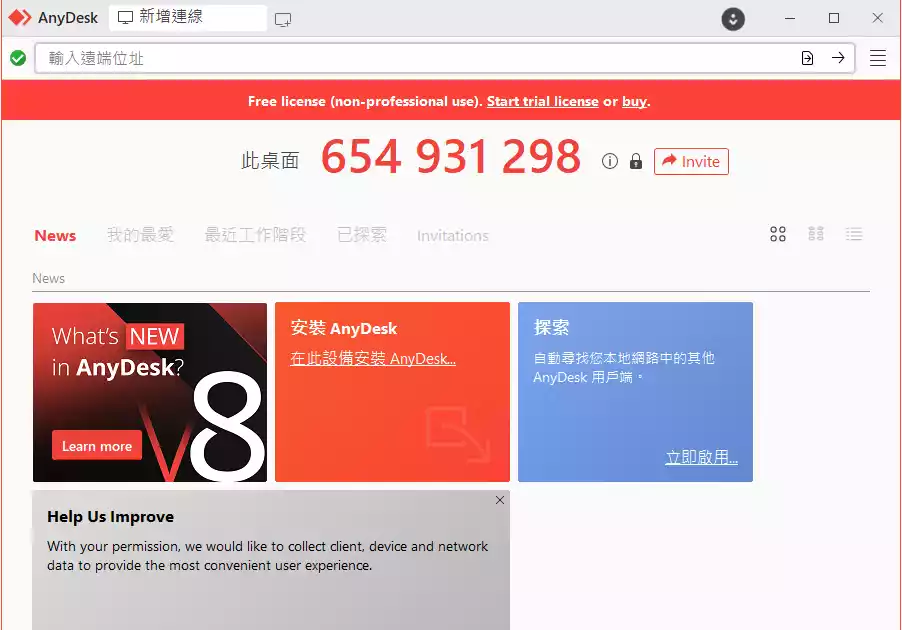 AnyDesk 新增連線
輸入遠端位址
Free license (non-professional use). Start trial license or buy.
此桌面 654 931 298 Invite
News 我的最愛 最近工作階段 已探索 Invitations
News
What's NEW
in AnyDesk?
V8
Learn more
安裝 AnyDesk
在此設備安裝 AnyDesk...
探索
自動尋找您本地網路中的其他
AnyDesk 用戶端。
立即啟用...
Help Us Improve
With your permission, we would like to collect client, device and network
data to provide the most convenient user experience.